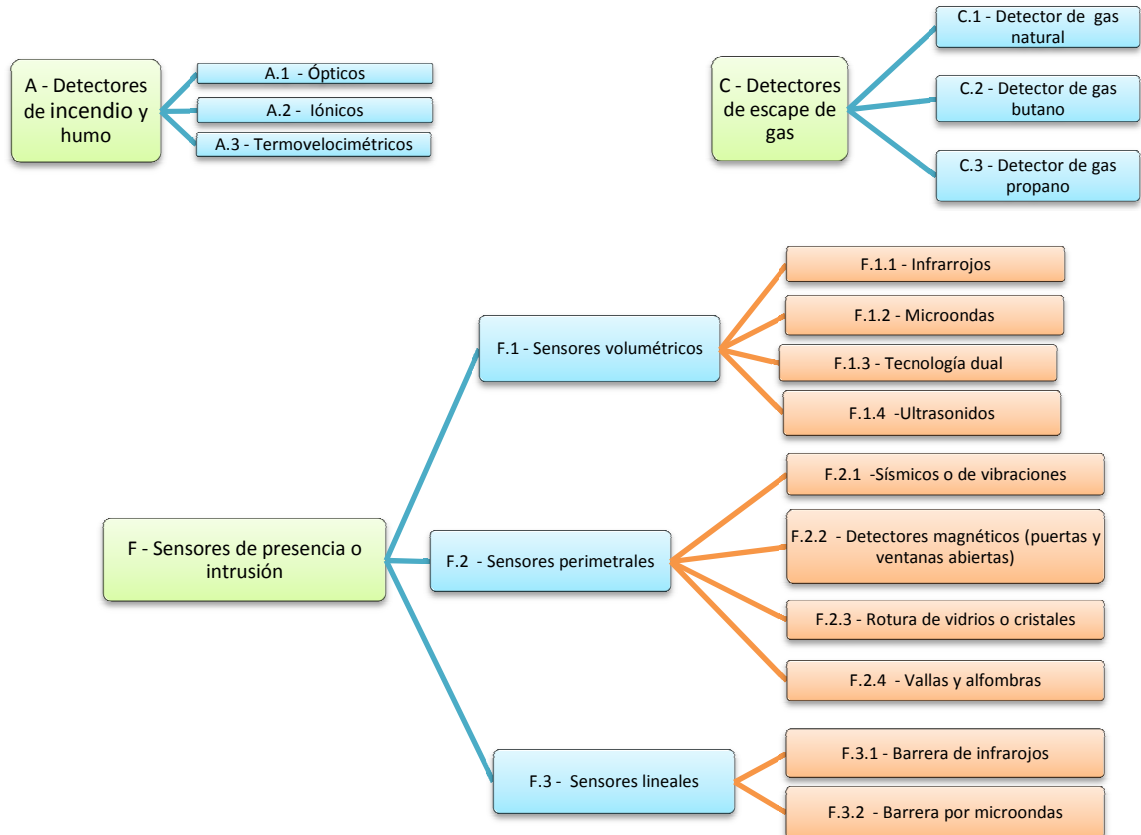 A - Detectores
de incendio y
humo
A.1 - Ópticos
A.2 - Iónicos
A.3 - Termovelocimétricos
C - Detectores
de escape de
gas
C.1 - Detector de gas
natural
C.2 - Detector de gas
butano
C.3 - Detector de gas
propano
F - Sensores de presencia o
intrusión
F.1 - Sensores volumétricos
F.1.1 - Infrarrojos
F.1.2 - Microondas
F.1.3 - Tecnología dual
F.1.4 -Ultrasonidos
F.2 - Sensores perimetrales
F.2.1 -Sísmicos o de vibraciones
F.2.2 - Detectores magnéticos (puertas y
ventanas abiertas)
F.2.3 - Rotura de vidrios o cristales
F.2.4 - Vallas y alfombras
F.3 - Sensores lineales
F.3.1 - Barrera de infrarojos
F.3.2 - Barrera por microondas